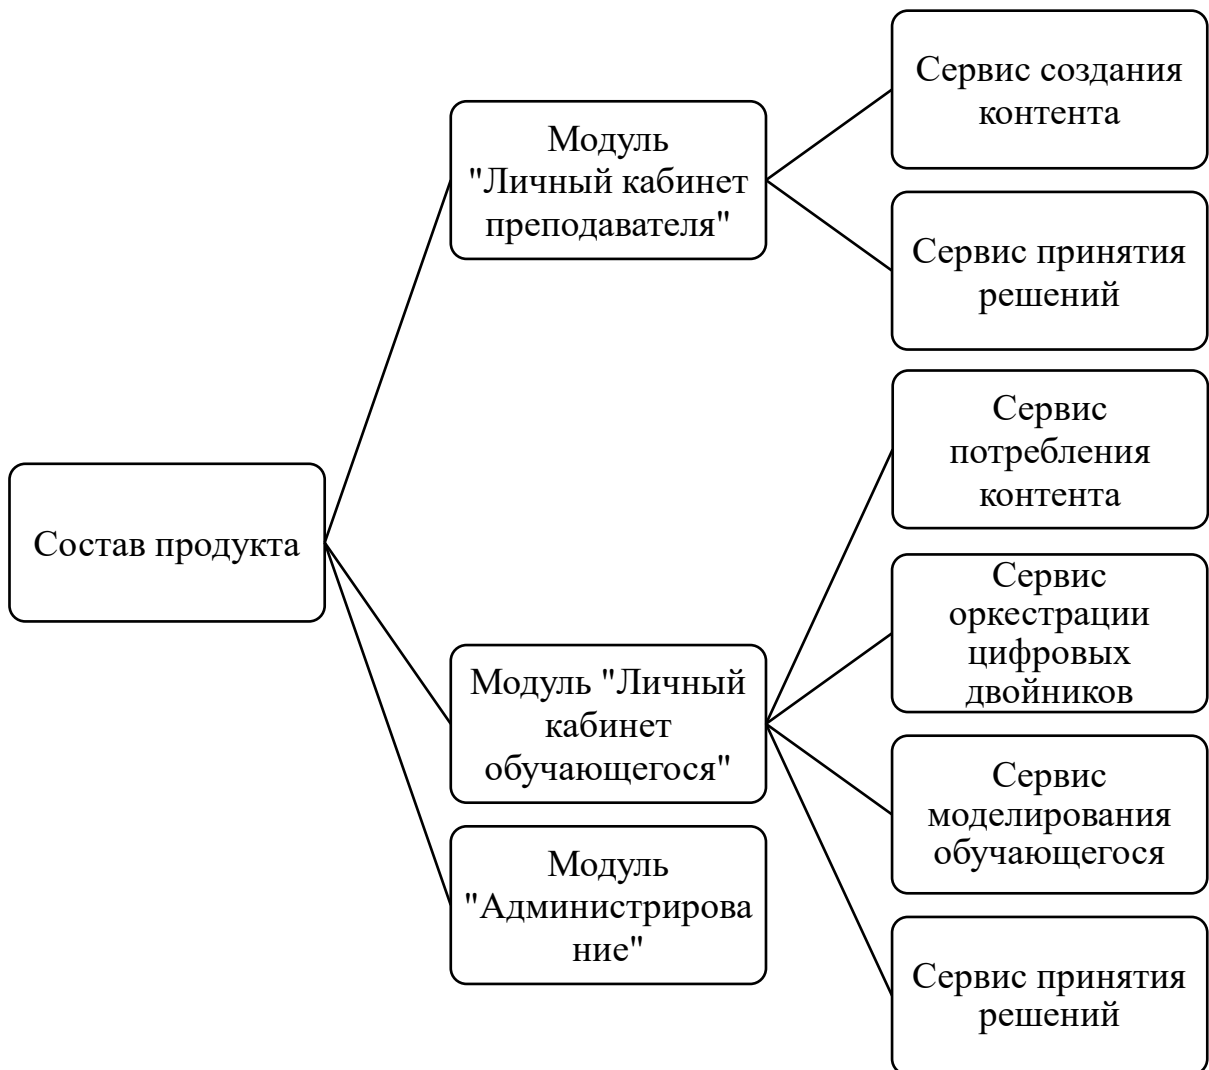 Состав продукта
Модуль
"Личный кабинет
преподавателя"
Сервис создания
контента
Сервис принятия
решений
Модуль "Личный
кабинет
обучающегося"
Сервис
потребления
контента
Сервис
оркестрации
цифровых
двойников
Сервис
моделирования
обучающегося
Сервис принятия
решений
Модуль
"Администрирова
ние"